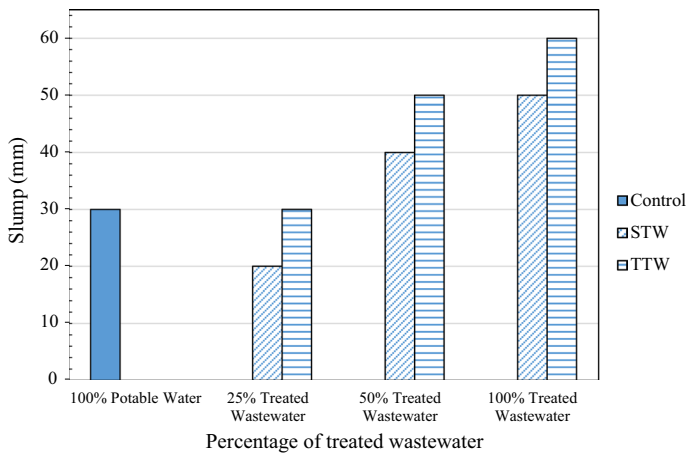 60
50
40
30
20
10
0
Slump (mm)
Control
STW
TTW
100% Potable Water
25% Treated
Wastewater
50% Treated
Wastewater
100% Treated
Wastewater
Percentage of treated wastewater